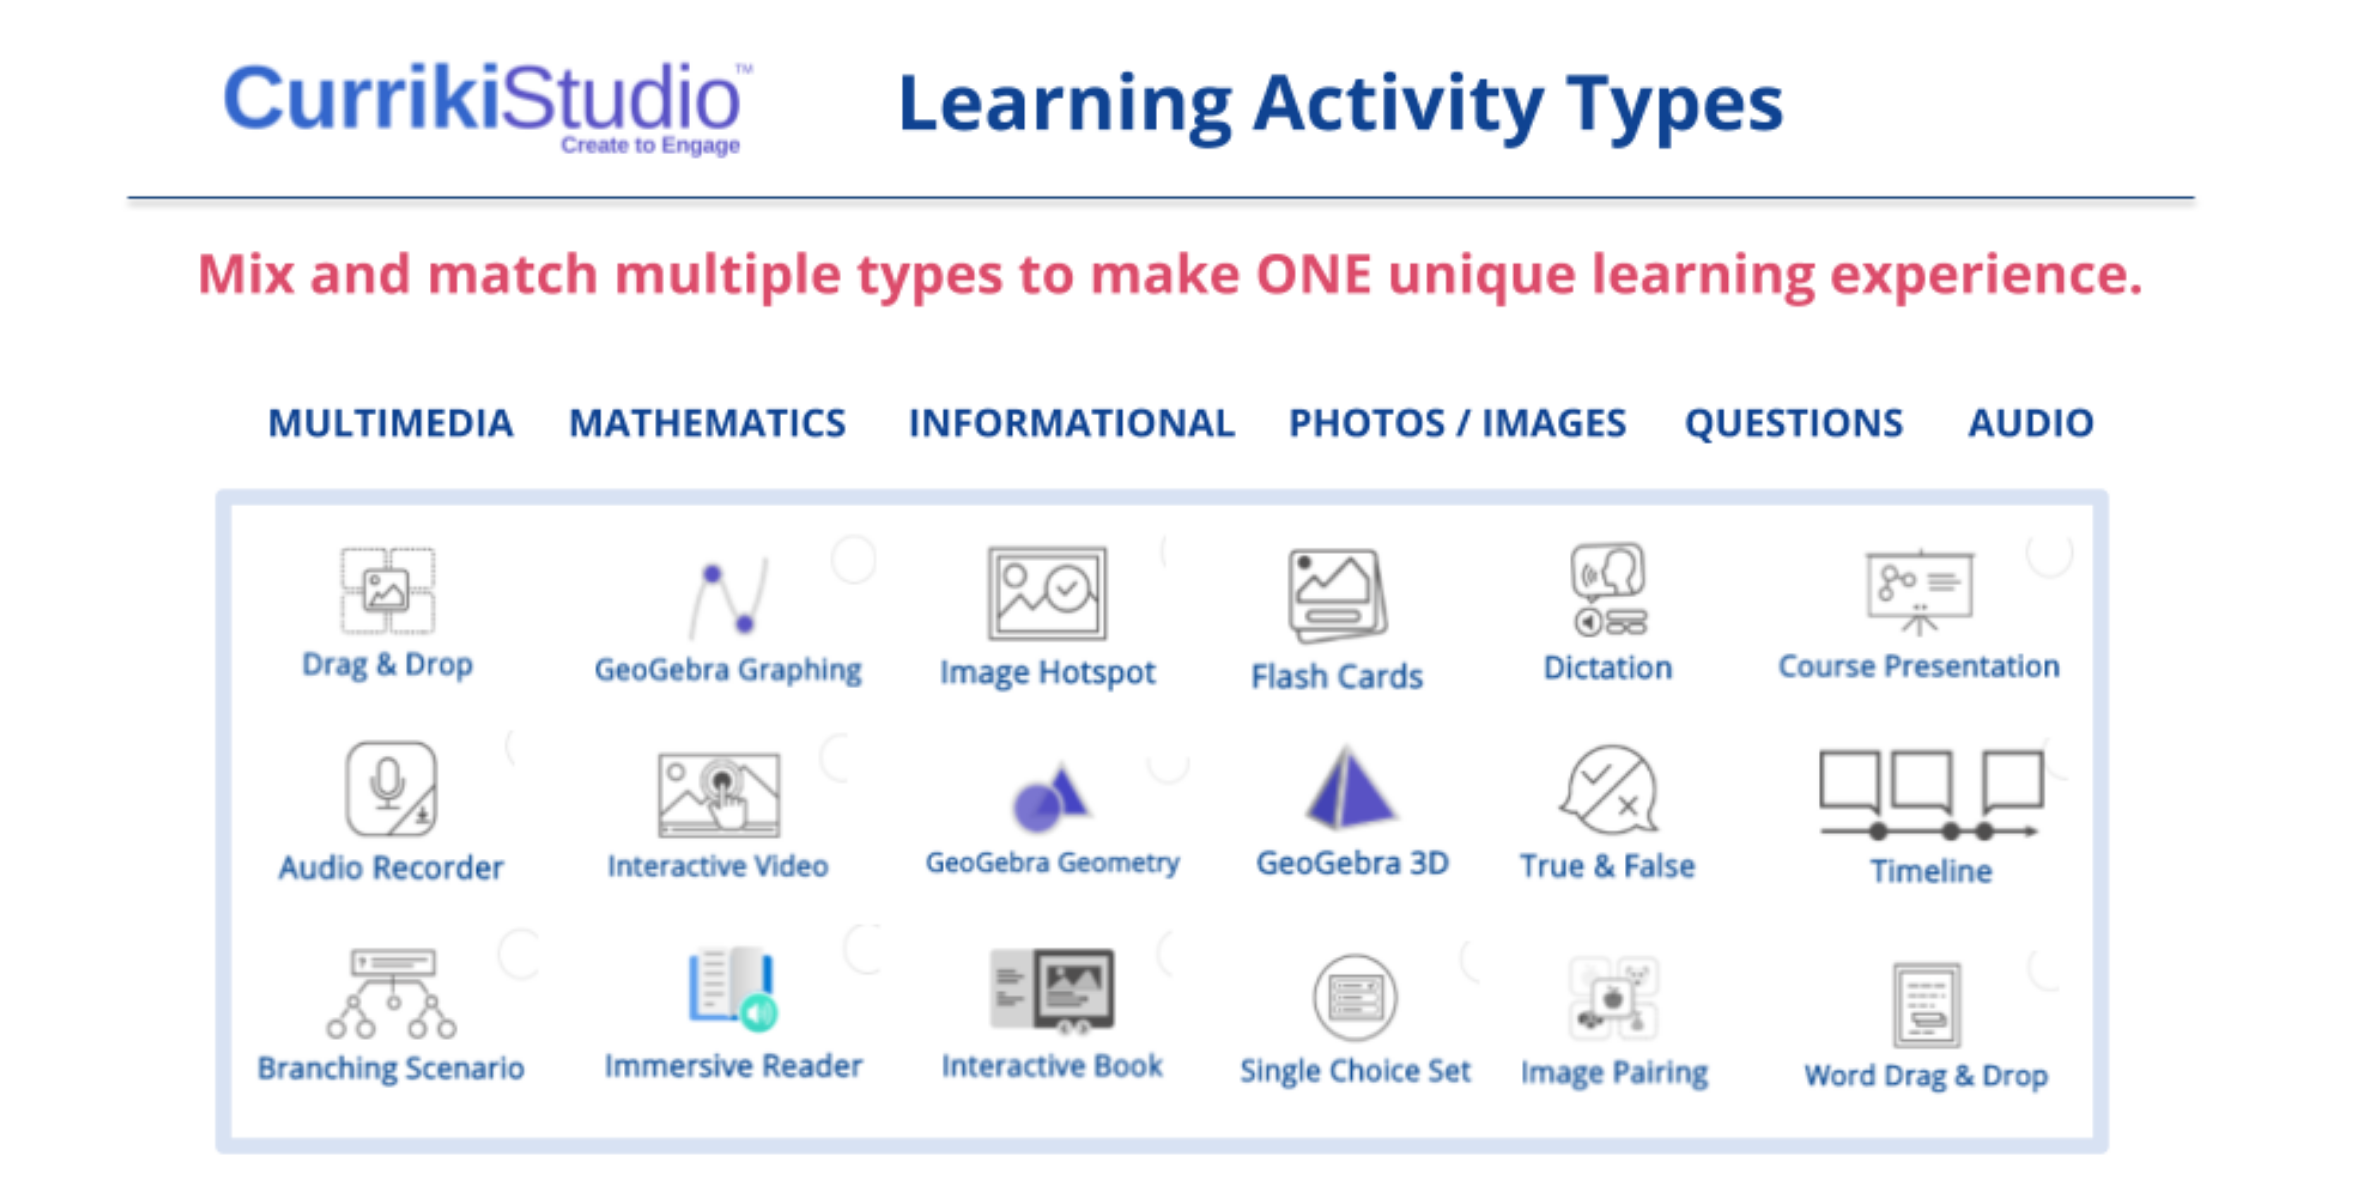 CurrikiStudio™
Create to Engage
Learning Activity Types
Mix and match multiple types to make ONE unique learning experience.
MULTIMEDIA MATHEMATICS INFORMATIONAL PHOTOS / IMAGES QUESTIONS AUDIO
Drag & Drop GeoGebra Graphing Image Hotspot Flash Cards Dictation Course Presentation
Audio Recorder Interactive Video GeoGebra Geometry GeoGebra 3D True & False Timeline
Branching Scenario Immersive Reader Interactive Book Single Choice Set Image Pairing Word Drag & Drop